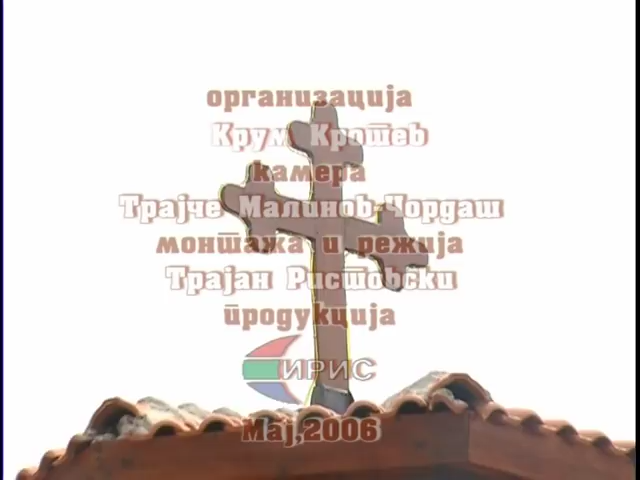 организација
Крум Кротев
камера
Трајче Малинов-Чордаш
монтажа и режија
Трајан Ристовски
продукција
ИРИС
Мај,2006